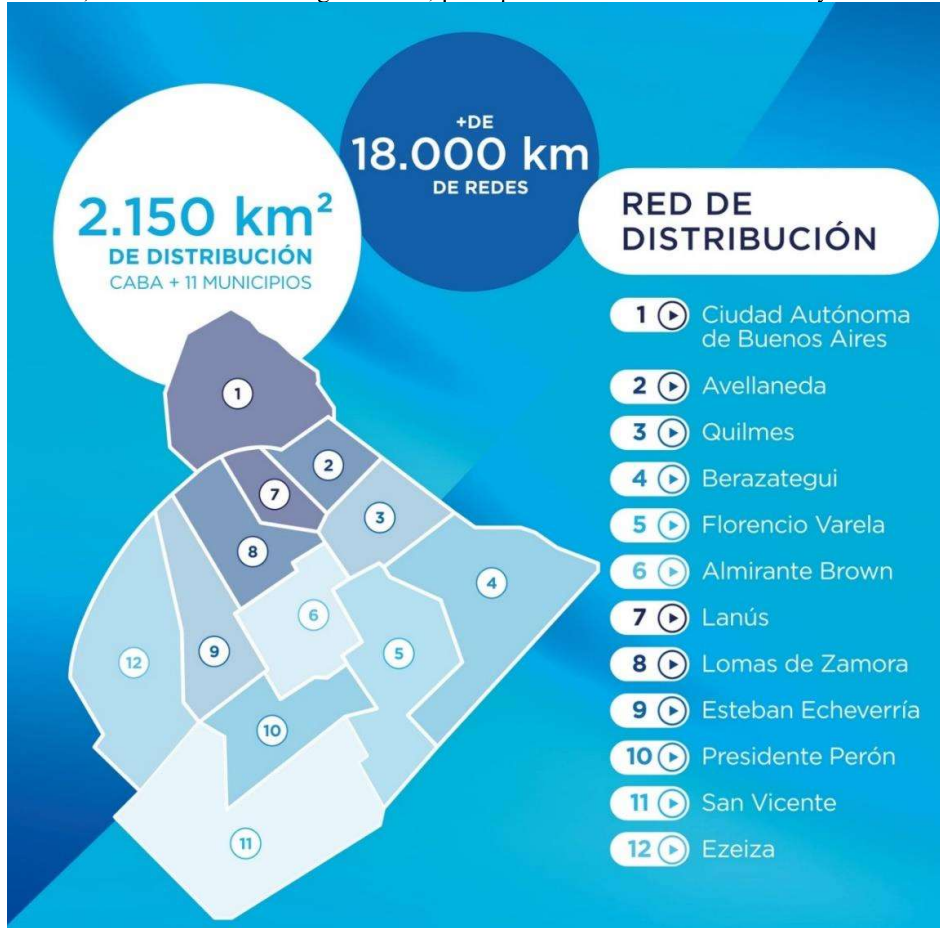 2.150 km²
DE DISTRIBUCIÓN
CABA + 11 MUNICIPIOS
+DE
18.000 km
DE REDES
RED DE
DISTRIBUCIÓN
1 Ciudad Autónoma
de Buenos Aires
2 Avellaneda
3 Quilmes
4 Berazategui
5 Florencio Varela
6 Almirante Brown
7 Lanús
8 Lomas de Zamora
9 Esteban Echeverría
10 Presidente Perón
11 San Vicente
12 Ezeiza
1
2
7
3
8
4
6
9
5
12
10
11